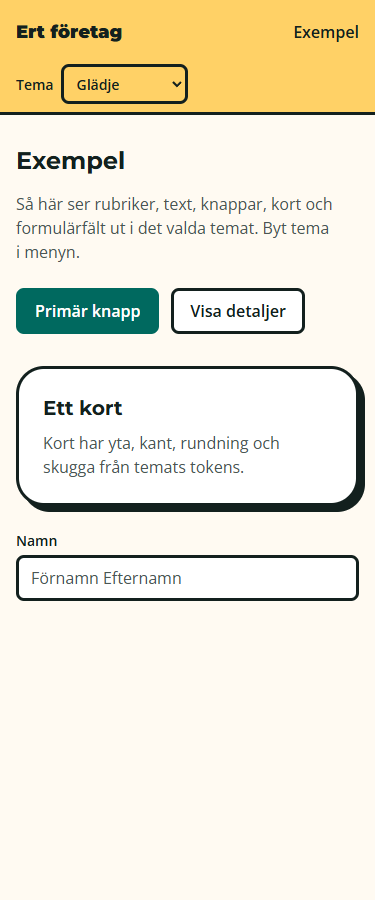 Ert företag
Exempel
Tema
Glädje
Exempel
Så här ser rubriker, text, knappar, kort och
formulärfält ut i det valda temat. Byt tema
i menyn.
Primär knapp
Visa detaljer
Ett kort
Kort har yta, kant, rundning och
skugga från temats tokens.
Namn
Förnamn Efternamn